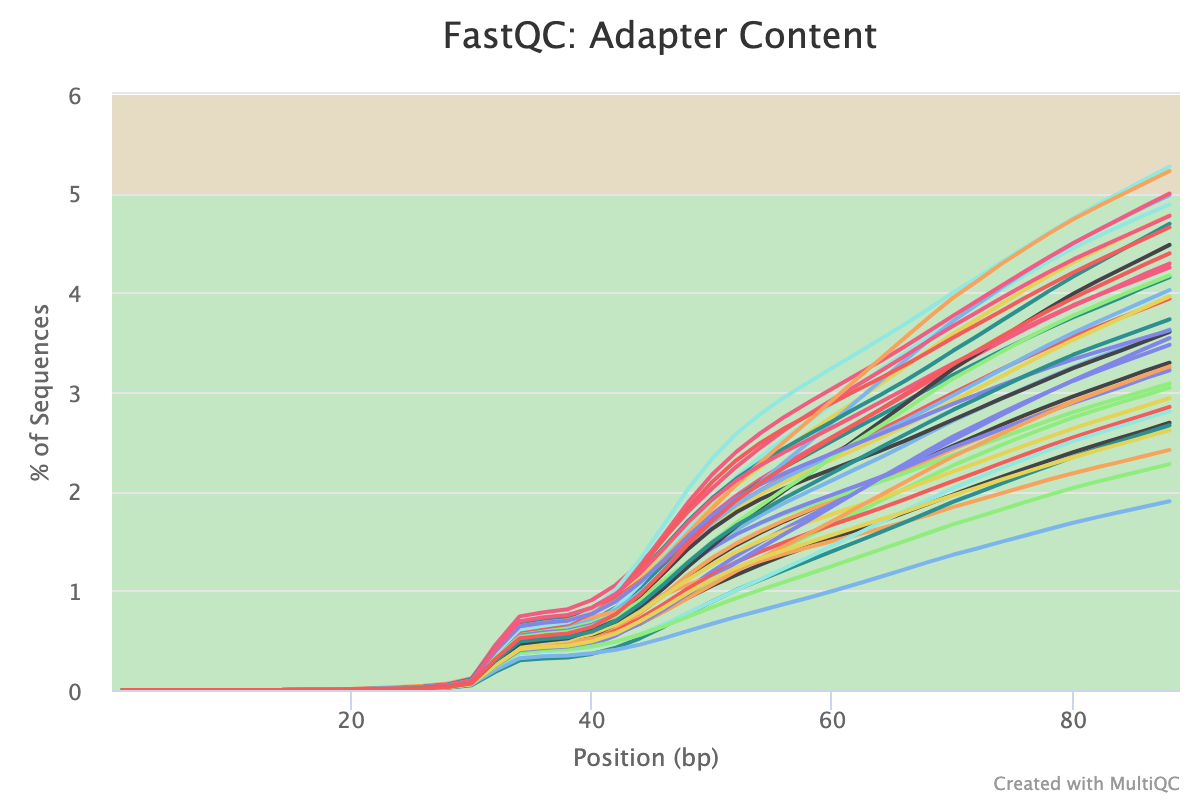 FastQC: Adapter Content
6
5
4
3
2
1
0
% of Sequences
20 40 60 80
Position (bp)
Created with MultiQC